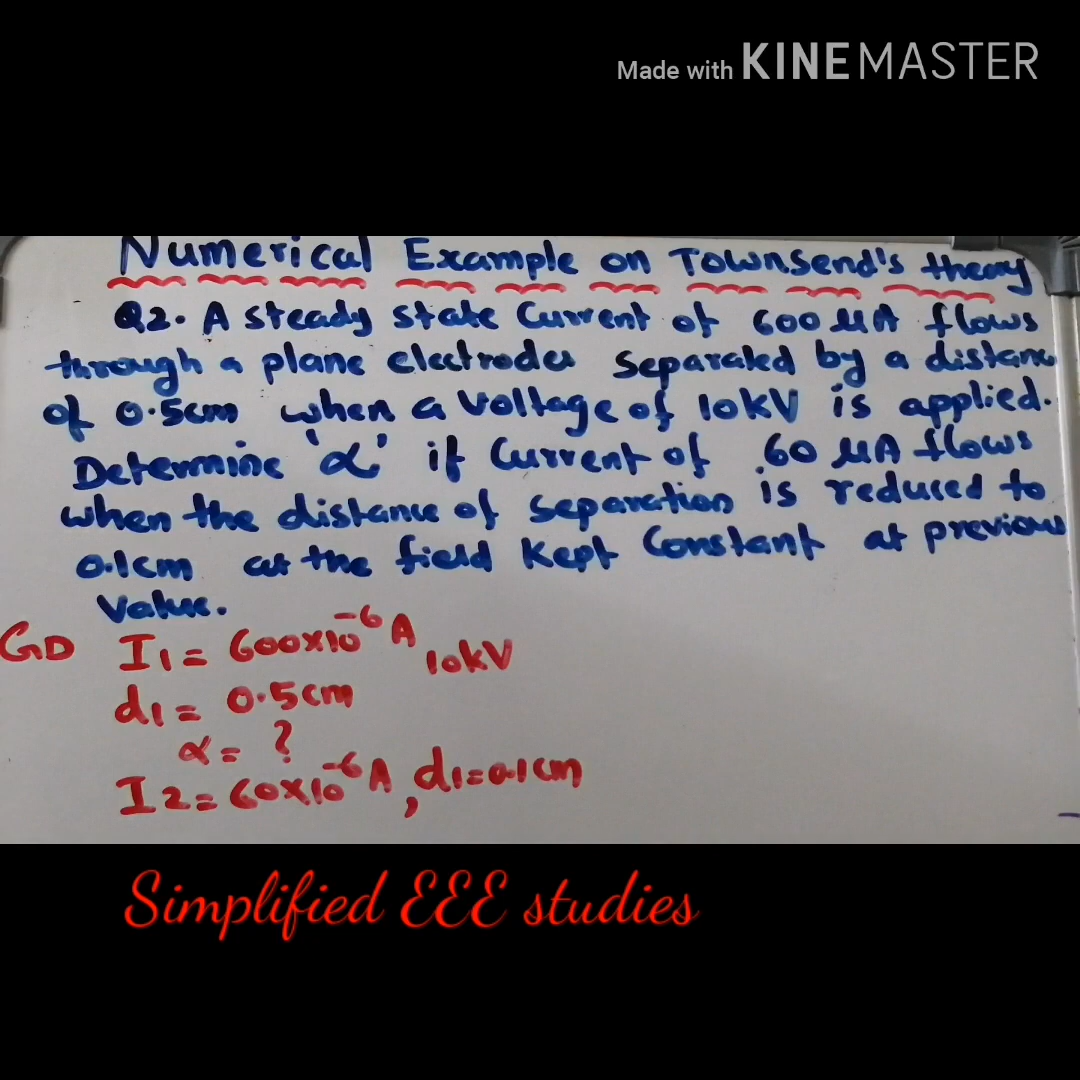 Made with KINEMASTER
Numerical Example on Townsend's theory
Q2. A steady state Current of 600 μA flows
through a plane electrodes separated by a distance
of 0.5cm when a Voltage of 10kV is applied.
Determine 'α' if Current of 60 μA flows
when the distance of separation is reduced to
0.1cm at the field kept Constant at previous
Value.
GD I1 = 600×10⁻⁶ A 10kV
d1 = 0.5cm
α = ?
I2 = 60×10⁻⁶ A, d1=0.1cm
Simplified EEE studies